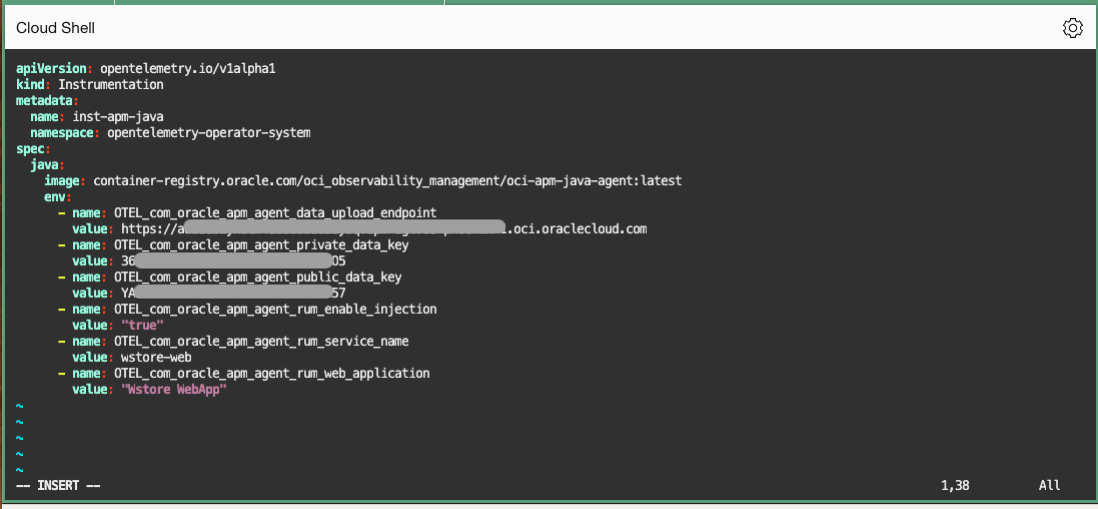 Cloud Shell
apiVersion: opentelemetry.io/v1alpha1
kind: Instrumentation
metadata:
  name: inst-apm-java
  namespace: opentelemetry-operator-system
spec:
  java:
    image: container-registry.oracle.com/oci_observability_management/oci-apm-java-agent:latest
    env:
      - name: OTEL_com_oracle_apm_agent_data_upload_endpoint
        value: https://a .oci.oraclecloud.com
      - name: OTEL_com_oracle_apm_agent_private_data_key
        value: 36 05
      - name: OTEL_com_oracle_apm_agent_public_data_key
        value: YA 57
      - name: OTEL_com_oracle_apm_agent_rum_enable_injection
        value: "true"
      - name: OTEL_com_oracle_apm_agent_rum_service_name
        value: wstore-web
      - name: OTEL_com_oracle_apm_agent_rum_web_application
        value: "Wstore WebApp"
~
~
~
~
~
-- INSERT -- 1,38 All